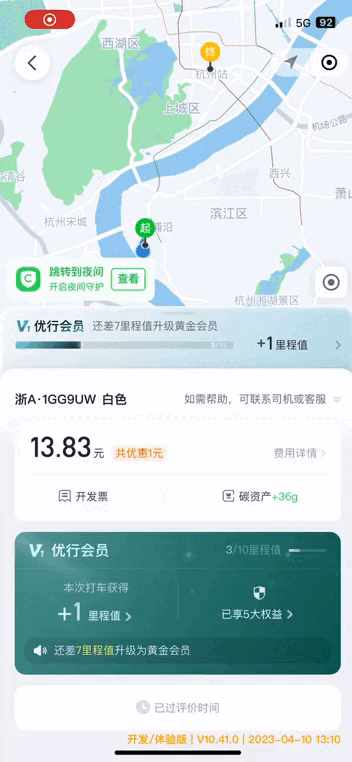 5G 92
西湖区
终
杭州站
上城区
机场公路
西兴
萧山
杭州宋城
起
浦沿
滨江区
杭州湘湖景区
跳转到夜间
开启夜间守护
查看
V1 优行会员 还差7里程值升级黄金会员
3/10
+1里程值
浙A·1GG9UW 白色
如需帮助，可联系司机或客服
13.83元 共优惠1元
费用详情
开发票
碳资产+36g
V1 优行会员
3/10里程值
本次打车获得
+1 里程值
已享5大权益
还差7里程值升级为黄金会员
已过评价时间
开发/体验版 | V10.41.0 | 2023-04-10 13:10